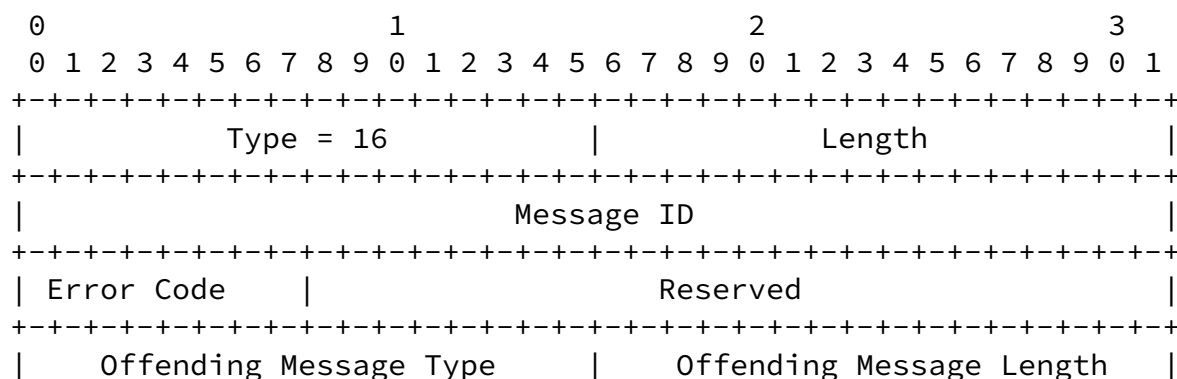 0                   1                   2                   3
 0 1 2 3 4 5 6 7 8 9 0 1 2 3 4 5 6 7 8 9 0 1 2 3 4 5 6 7 8 9 0 1
+-+-+-+-+-+-+-+-+-+-+-+-+-+-+-+-+-+-+-+-+-+-+-+-+-+-+-+-+-+-+-+-+
|           Type = 16           |            Length             |
+-+-+-+-+-+-+-+-+-+-+-+-+-+-+-+-+-+-+-+-+-+-+-+-+-+-+-+-+-+-+-+-+
|                          Message ID                           |
+-+-+-+-+-+-+-+-+-+-+-+-+-+-+-+-+-+-+-+-+-+-+-+-+-+-+-+-+-+-+-+-+
| Error Code    |                   Reserved                    |
+-+-+-+-+-+-+-+-+-+-+-+-+-+-+-+-+-+-+-+-+-+-+-+-+-+-+-+-+-+-+-+-+
|    Offending Message Type     |    Offending Message Length   |